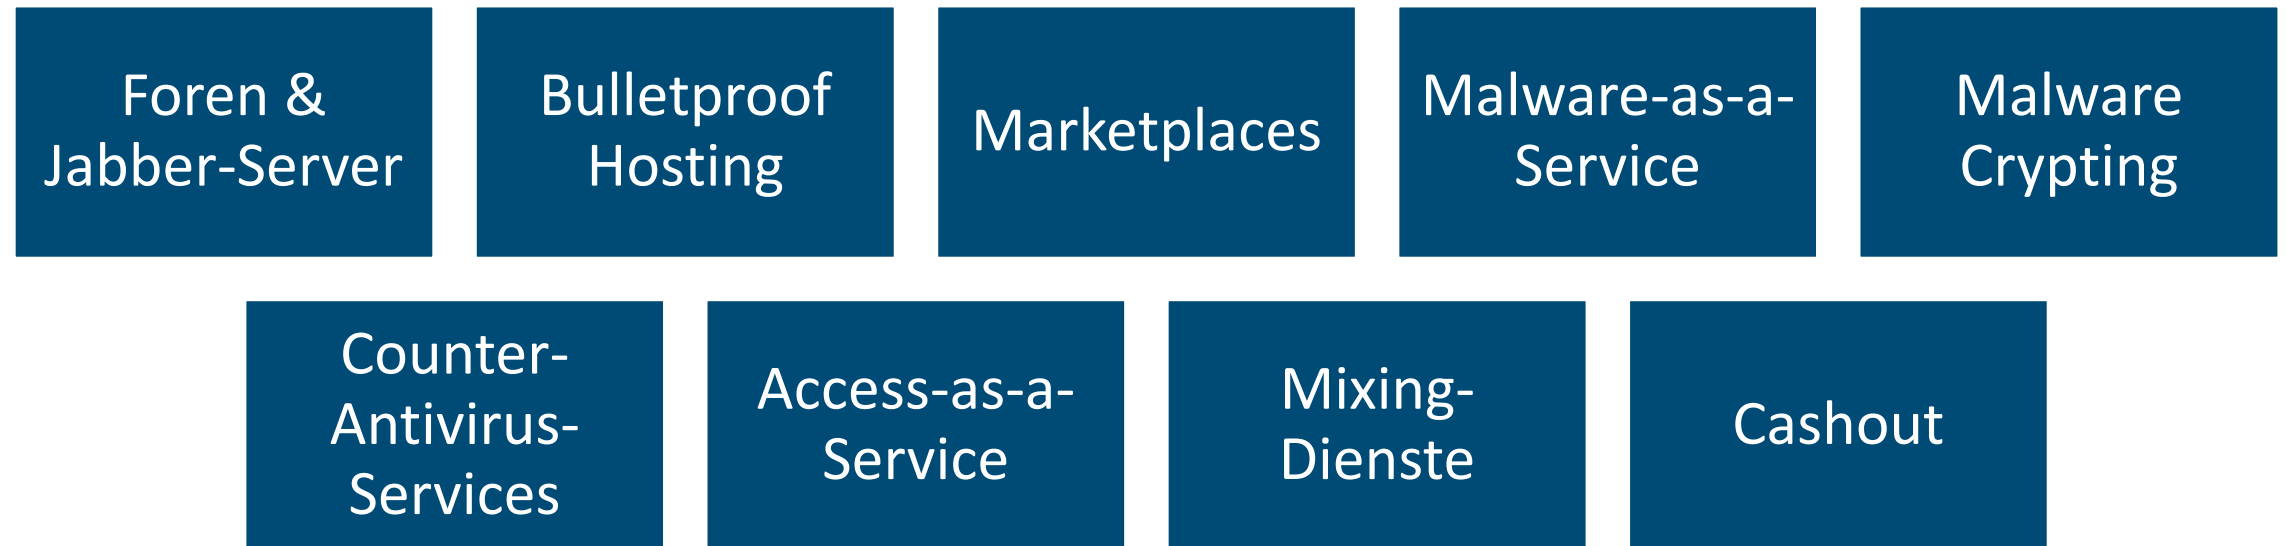 Foren &
Jabber-Server
Bulletproof
Hosting
Marketplaces
Malware-as-a-
Service
Malware
Crypting
Counter-
Antivirus-
Services
Access-as-a-
Service
Mixing-
Dienste
Cashout